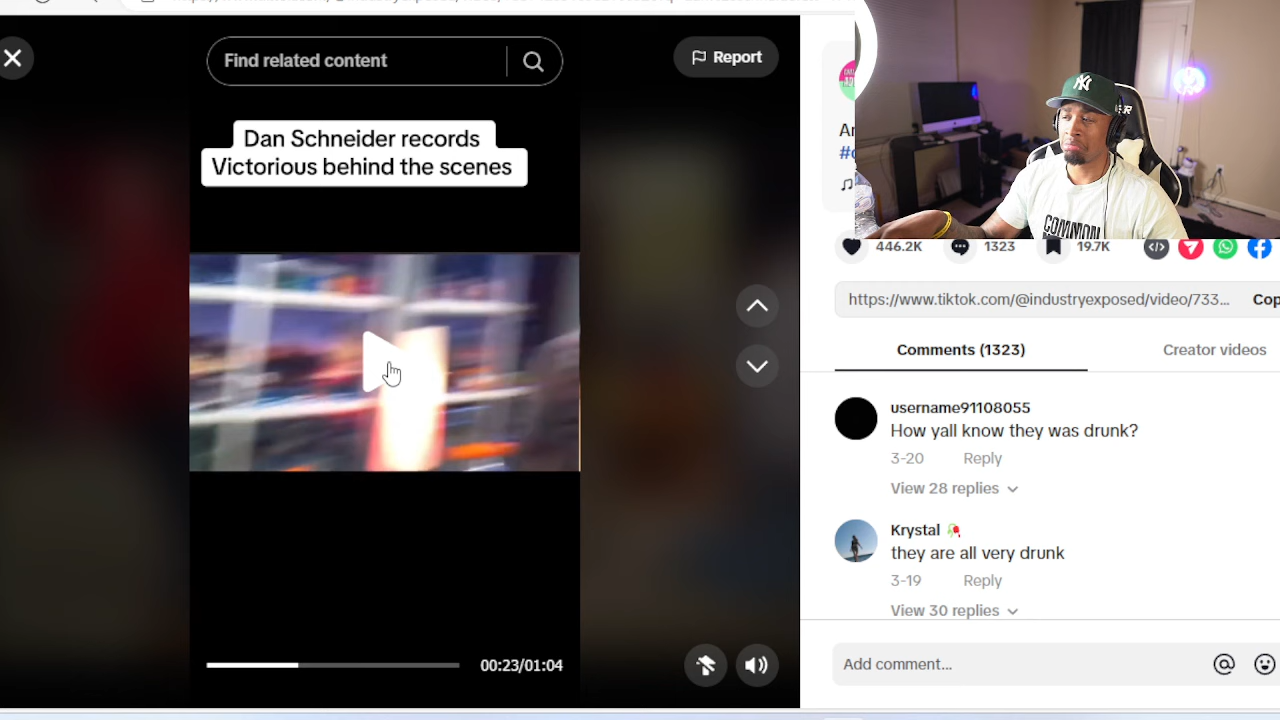 Find related content
Report
Dan Schneider records
Victorious behind the scenes
00:23/01:04
446.2K
1323
19.7K
https://www.tiktok.com/@industryexposed/video/733...
Comments (1323)
Creator videos
username91108055
How yall know they was drunk?
3-20 Reply
View 28 replies
Krystal
they are all very drunk
3-19 Reply
View 30 replies
Add comment...
COMMON